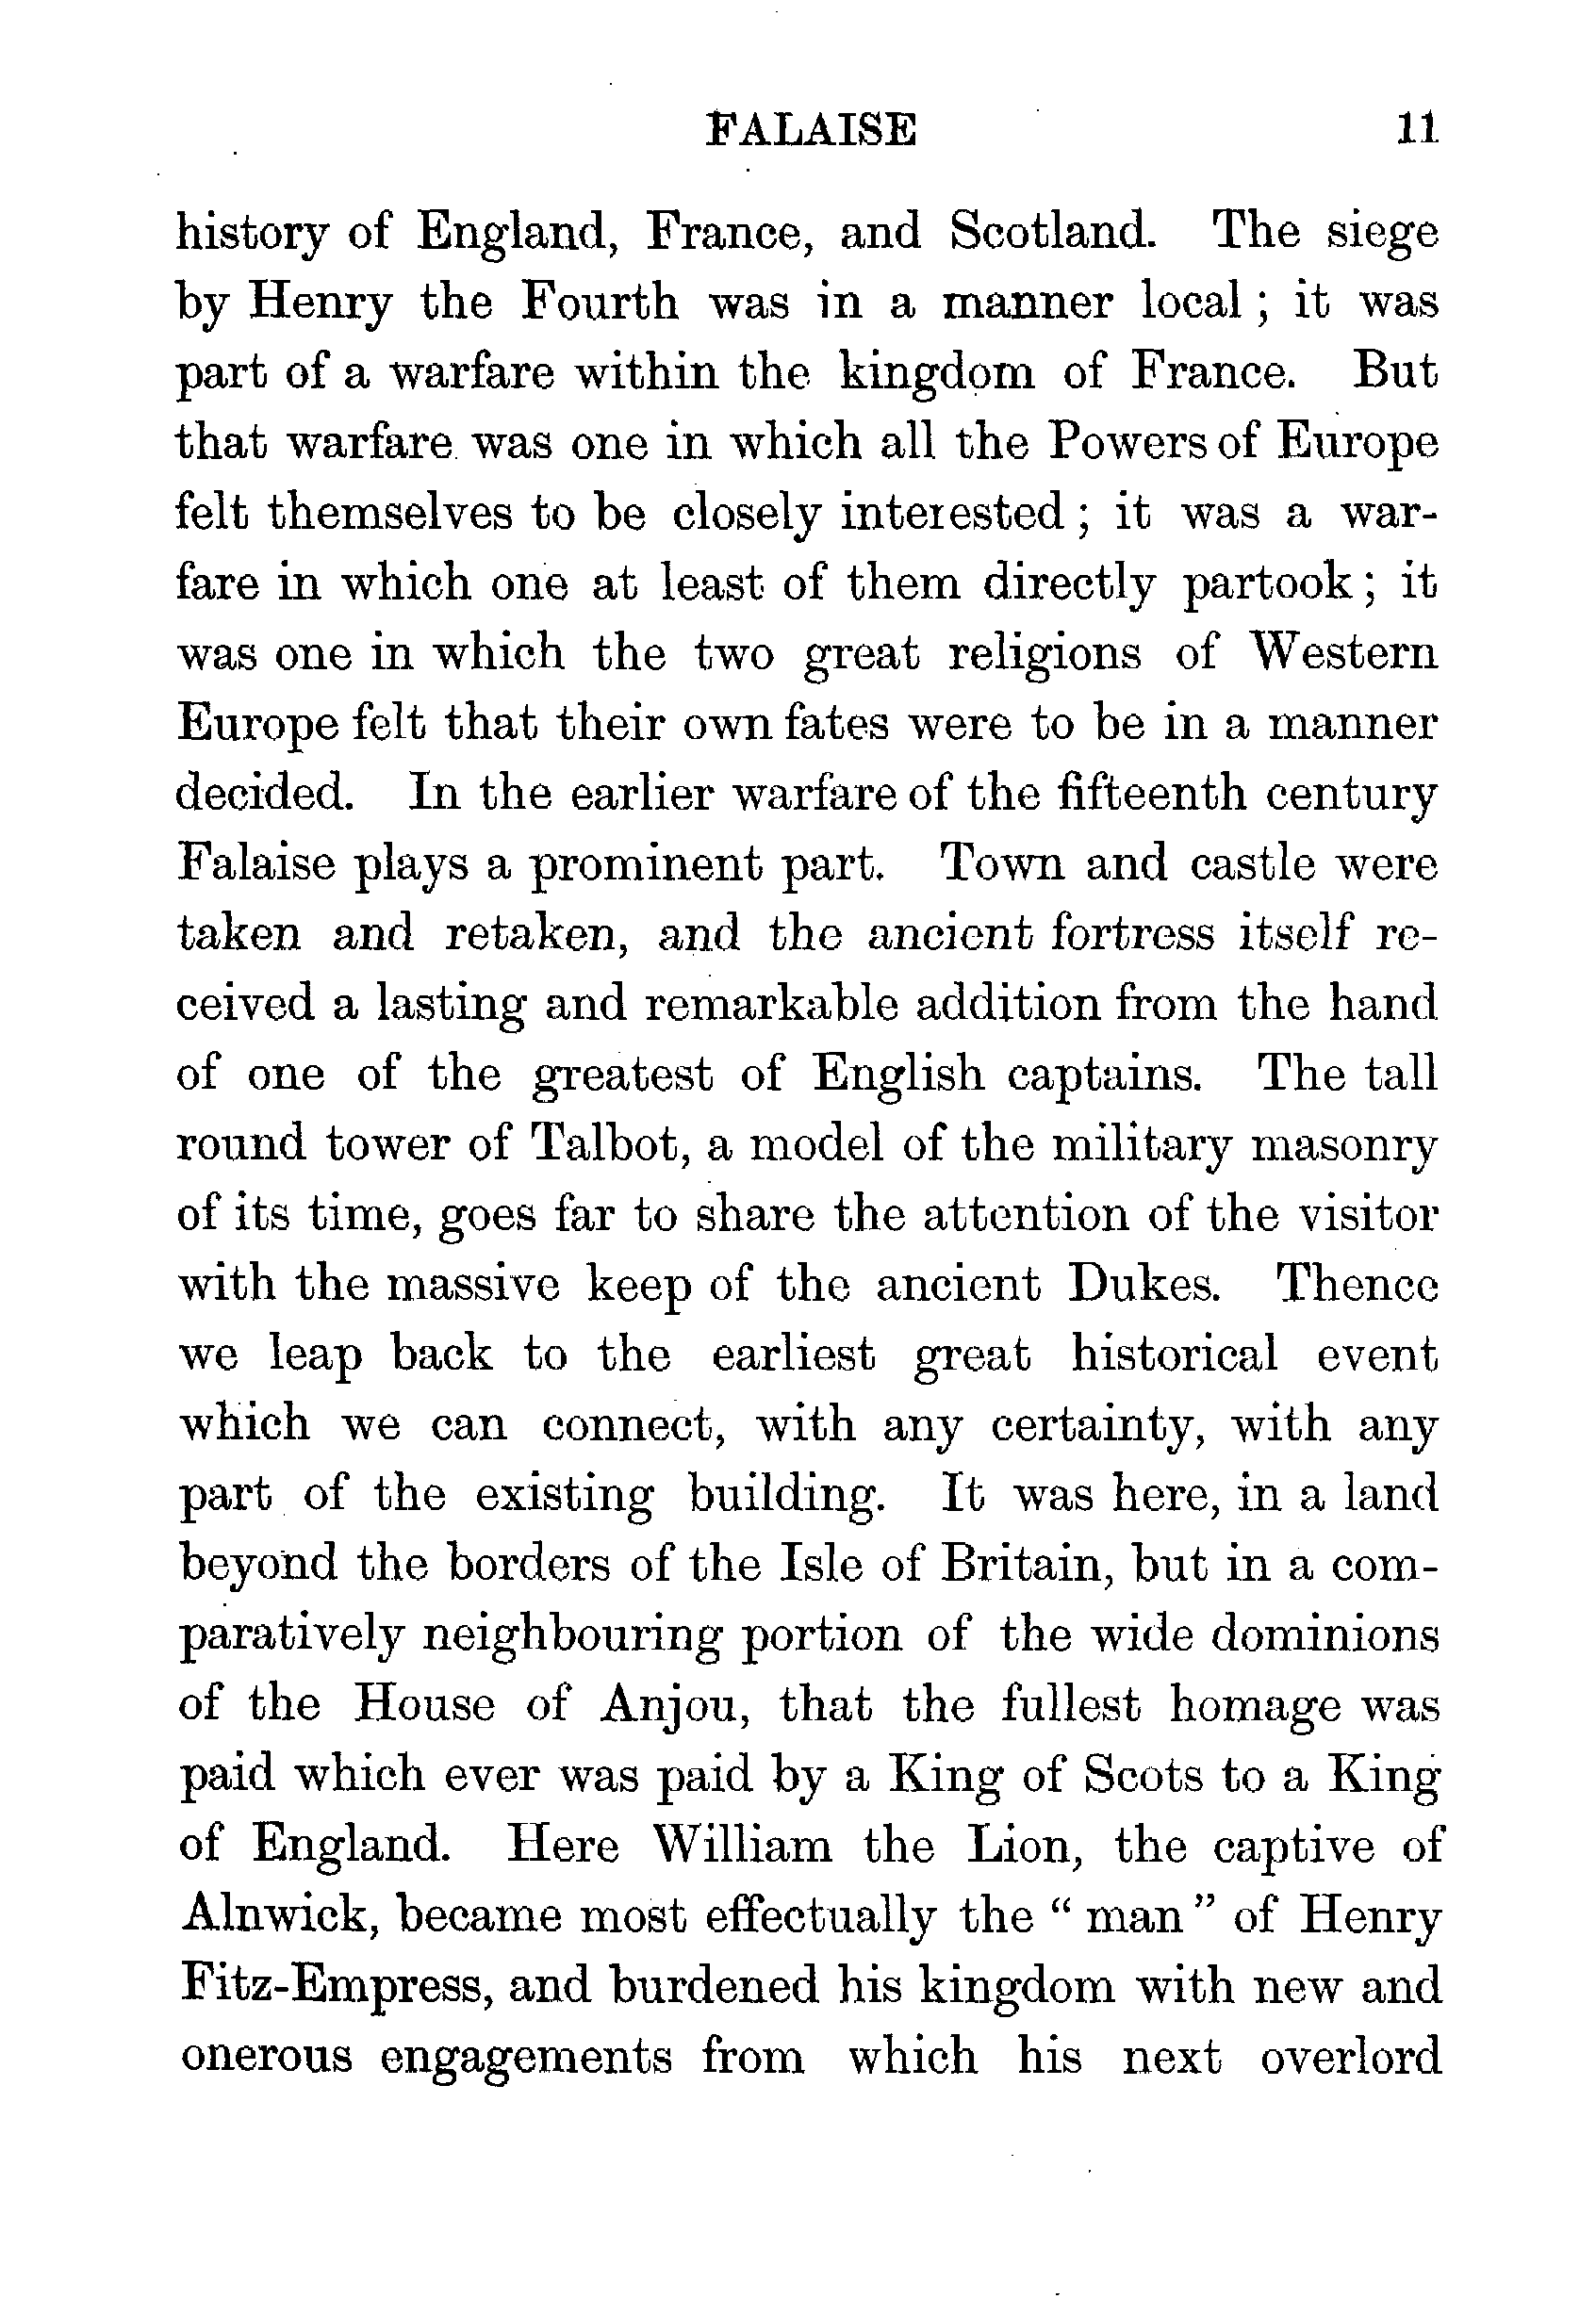 FALAISE 11
history of England, France, and Scotland. The siege
by Henry the Fourth was in a manner local ; it was
part of a warfare within the kingdom of France. But
that warfare was one in which all the Powers of Europe
felt themselves to be closely interested ; it was a war-
fare in which one at least of them directly partook ; it
was one in which the two great religions of Western
Europe felt that their own fates were to be in a manner
decided. In the earlier warfare of the fifteenth century
Falaise plays a prominent part. Town and castle were
taken and retaken, and the ancient fortress itself re-
ceived a lasting and remarkable addition from the hand
of one of the greatest of English captains. The tall
round tower of Talbot, a model of the military masonry
of its time, goes far to share the attention of the visitor
with the massive keep of the ancient Dukes. Thence
we leap back to the earliest great historical event
which we can connect, with any certainty, with any
part of the existing building. It was here, in a land
beyond the borders of the Isle of Britain, but in a com-
paratively neighbouring portion of the wide dominions
of the House of Anjou, that the fullest homage was
paid which ever was paid by a King of Scots to a King
of England. Here William the Lion, the captive of
Alnwick, became most effectually the " man " of Henry
Fitz-Empress, and burdened his kingdom with new and
onerous engagements from which his next overlord